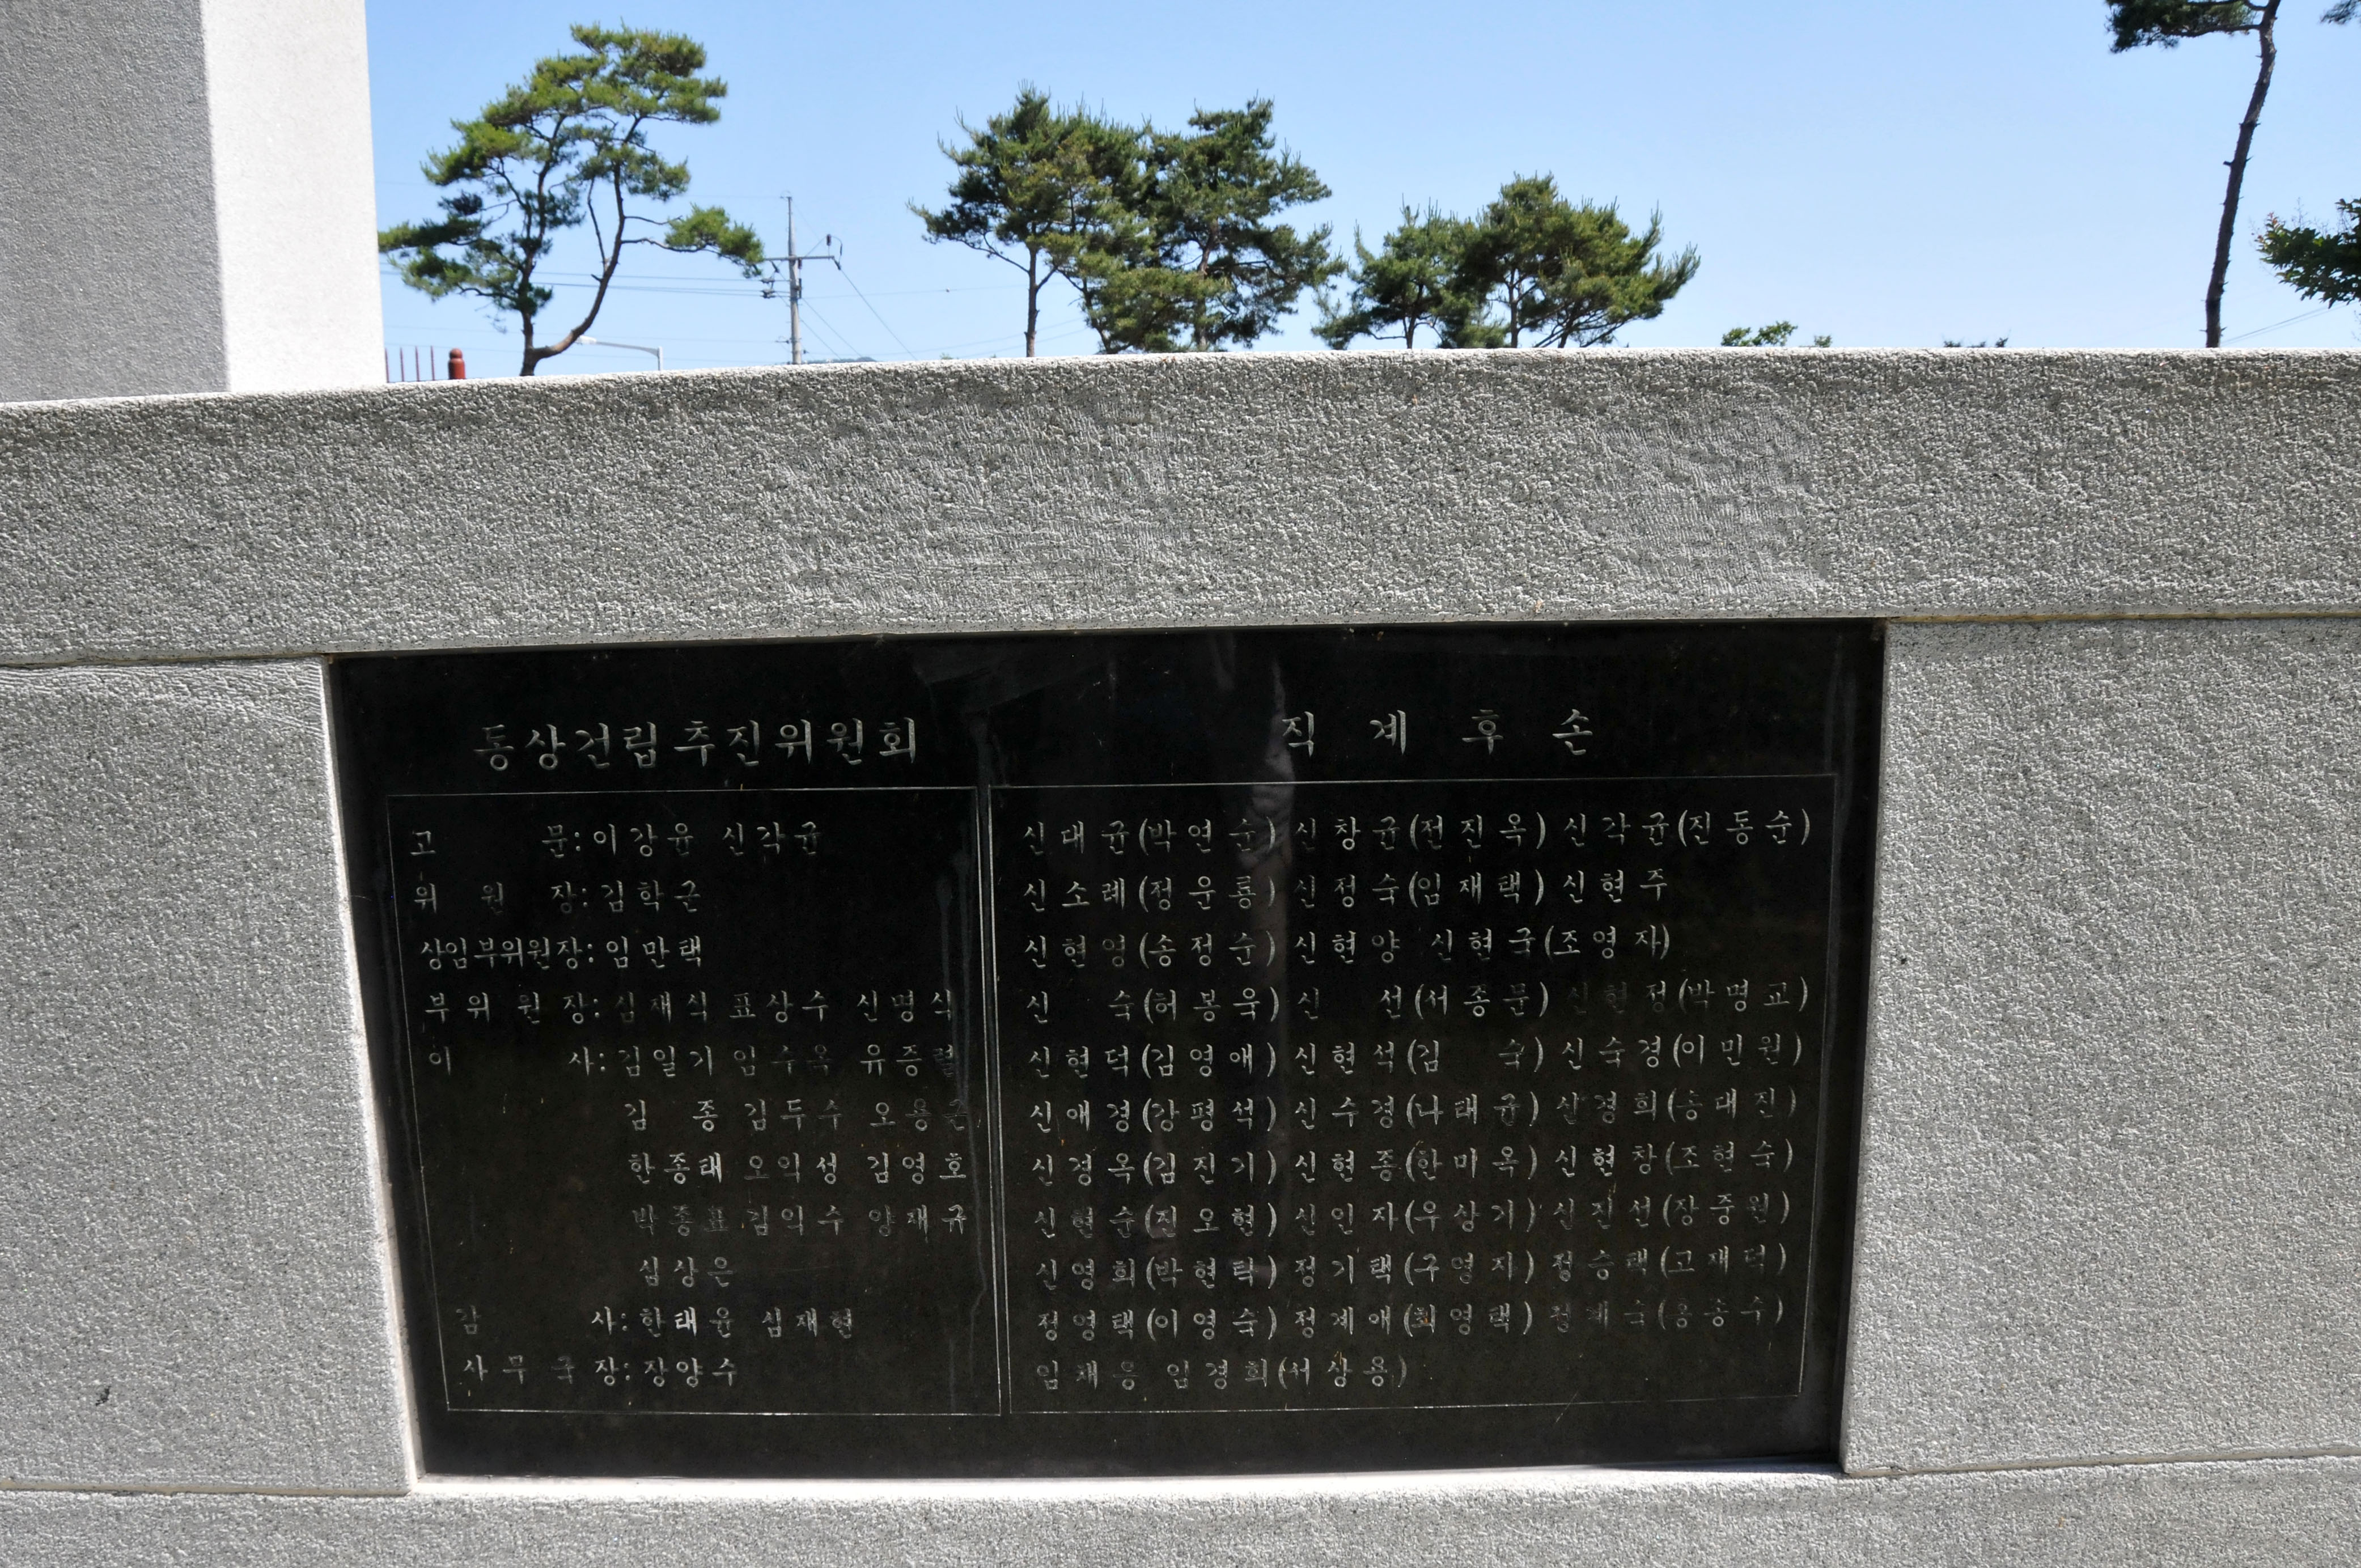 동상건립추진위원회
고 문: 이강윤 신각균
위 원 장: 김학근
상임부위원장: 임만택
부 위 원 장: 심재식 표상수 신명식
이 사: 김일기 임수옥 유증렬
김 종 김두수 오용균
한종태 오익성 김영호
박종표 김익수 양재규
심상은
감 사: 한태윤 심재현
사 무 국 장: 장양수
직 계 후 손
신대균(박연순) 신창균(전진옥) 신각균(진동순)
신소례(정운룡) 신정숙(임재택) 신현주
신현영(송정순) 신현양 신현국(조영자)
신 숙(허봉욱) 신 선(서종문) 신현정(박명교)
신현덕(김영애) 신현석(김 숙) 신숙경(이민원)
신애경(강평석) 신수경(나태균) 신경희(송대진)
신경옥(김진기) 신현종(한미옥) 신현창(조현숙)
신현순(진오현) 신인자(우상기) 신진선(장중원)
신영희(박현탁) 정기택(구영지) 정승택(고재덕)
정영택(이영숙) 정계애(최영택)
임채응 임경희(서상용)